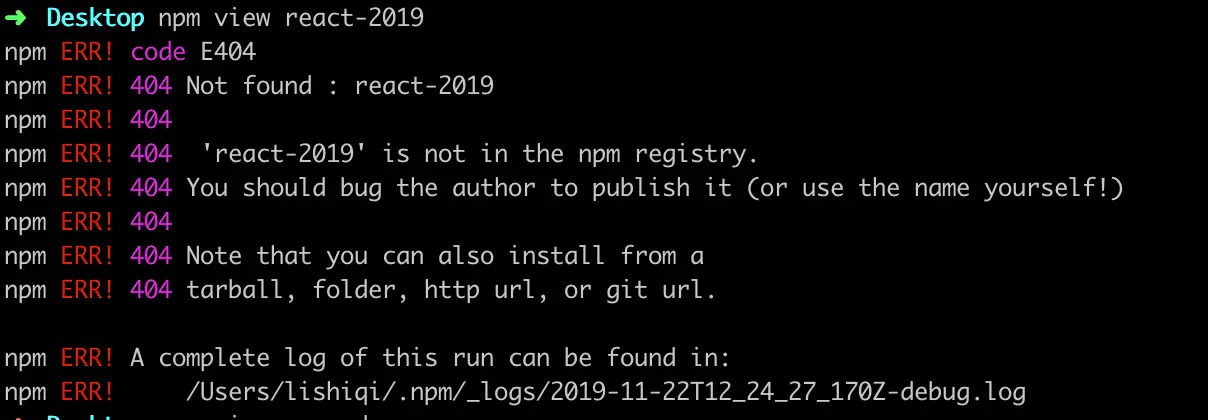 ➜ Desktop npm view react-2019
npm ERR! code E404
npm ERR! 404 Not found : react-2019
npm ERR! 404
npm ERR! 404  'react-2019' is not in the npm registry.
npm ERR! 404 You should bug the author to publish it (or use the name yourself!)
npm ERR! 404
npm ERR! 404 Note that you can also install from a
npm ERR! 404 tarball, folder, http url, or git url.
npm ERR! A complete log of this run can be found in:
npm ERR!     /Users/lishiqi/.npm/_logs/2019-11-22T12_24_27_170Z-debug.log